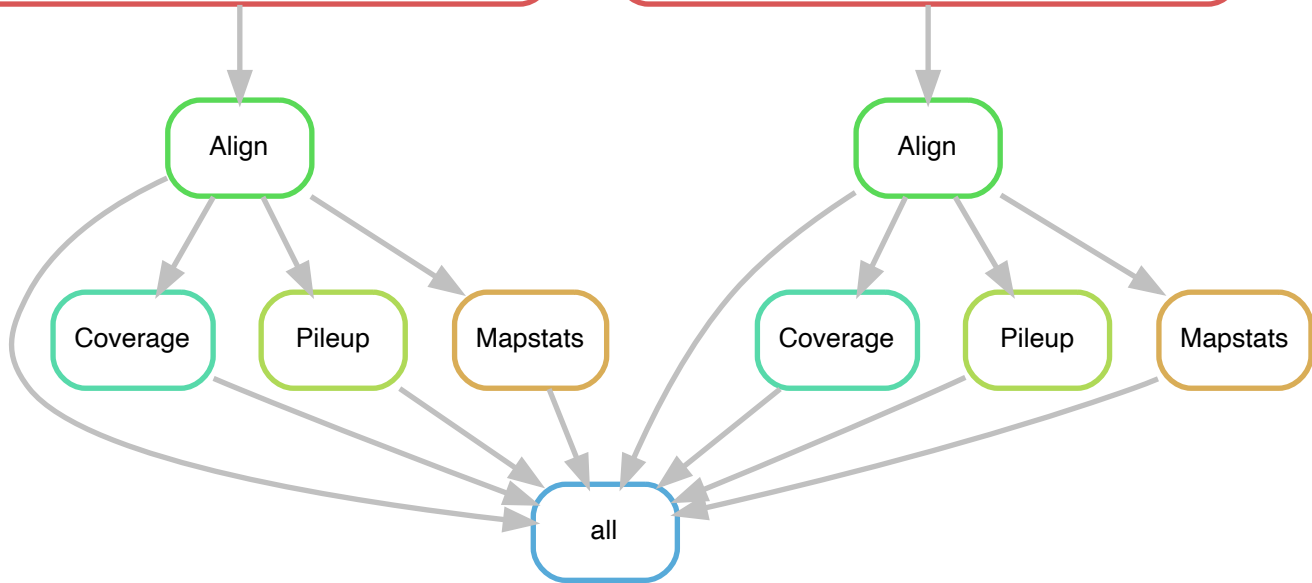 Align
Align
Coverage
Pileup
Mapstats
Coverage
Pileup
Mapstats
all